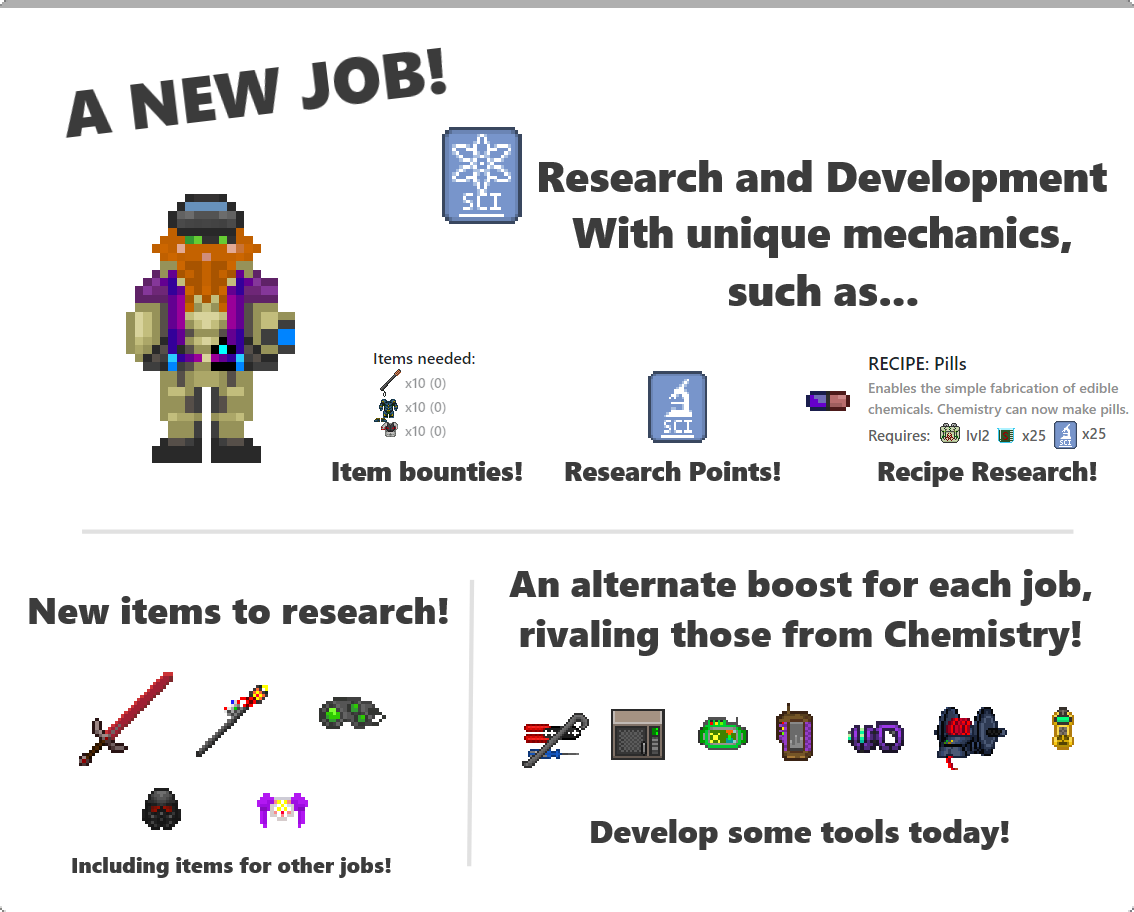 A NEW JOB!
SCI
Research and Development
With unique mechanics,
such as...
Items needed:
x10 (0)
x10 (0)
x10 (0)
Item bounties!
SCI
Research Points!
RECIPE: Pills
Enables the simple fabrication of edible
chemicals. Chemistry can now make pills.
Requires: lvl2 x25 SCI x25
Recipe Research!
New items to research!
Including items for other jobs!
An alternate boost for each job,
rivaling those from Chemistry!
Develop some tools today!